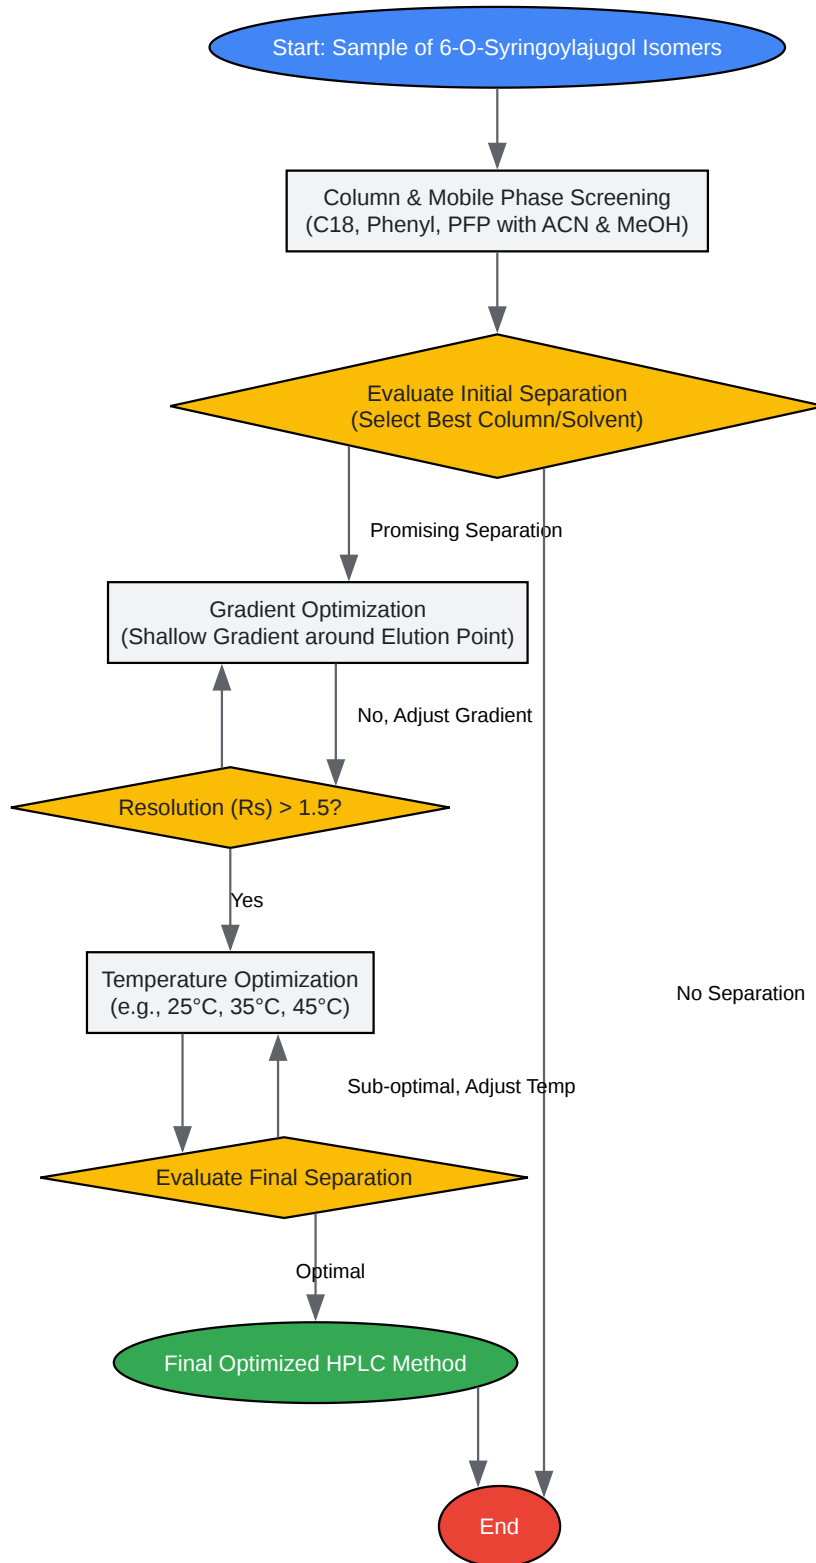 Start: Sample of 6-O-Syringoylajugol Isomers
Column & Mobile Phase Screening
(C18, Phenyl, PFP with ACN & MeOH)
Evaluate Initial Separation
(Select Best Column/Solvent)
Promising Separation
Gradient Optimization
(Shallow Gradient around Elution Point)
No, Adjust Gradient
Resolution (Rs) > 1.5?
Yes
Temperature Optimization
(e.g., 25°C, 35°C, 45°C)
No Separation
Sub-optimal, Adjust Temp
Evaluate Final Separation
Optimal
Final Optimized HPLC Method
End